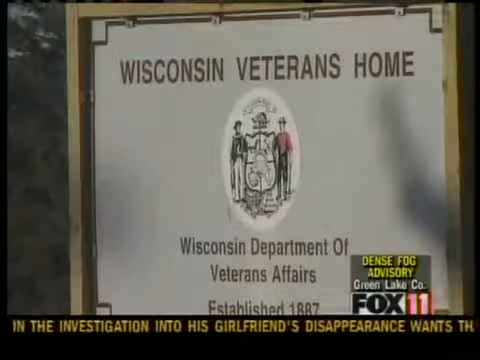 WISCONSIN VETERANS HOME
Wisconsin Department Of
Veterans Affairs
Established 1887
DENSE FOG
ADVISORY
Green Lake Co.
FOX 11
IN THE INVESTIGATION INTO HIS GIRLFRIEND'S DISAPPEARANCE WANTS